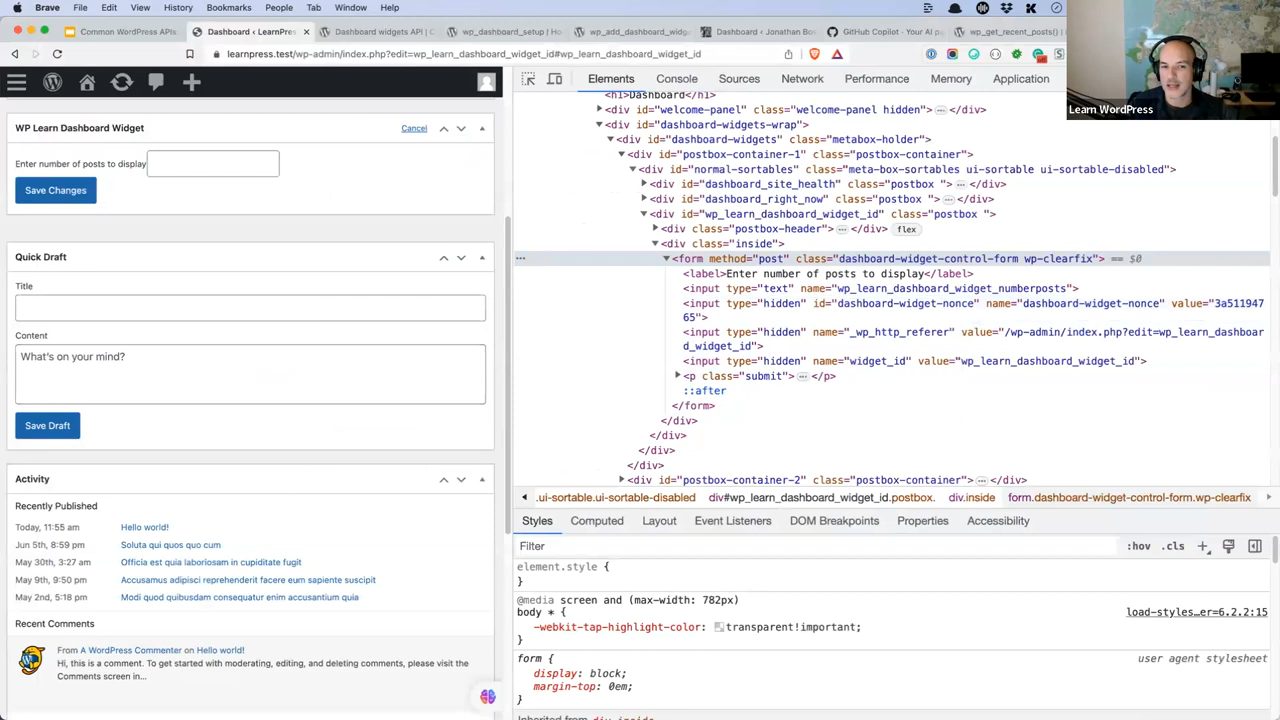 Brave File Edit View History Bookmarks People Tab Window Help
Common WordPress APIs:
Dashboard ‹ LearnPres
Dashboard widgets API | C
wp_dashboard_setup | Ho
wp_add_dashboard_widg
Dashboard ‹ Jonathan Bos
GitHub Copilot · Your AI p
wp_get_recent_posts() |
learnpress.test/wp-admin/index.php?edit=wp_learn_dashboard_widget_id#wp_learn_dashboard_widget_id
Learn WordPress
WP Learn Dashboard Widget
Cancel
Enter number of posts to display
Save Changes
Quick Draft
Title
Content
What's on your mind?
Save Draft
Activity
Recently Published
Today, 11:55 am Hello world!
Jun 5th, 8:59 pm Soluta qui quos quo cum
May 30th, 3:27 am Officia est quia laboriosam in cupiditate fugit
May 9th, 9:50 pm Accusamus adipisci reprehenderit facere eum sapiente suscipit
May 2nd, 5:18 pm Modi quod quibusdam consequatur enim accusantium quia
Recent Comments
From A WordPress Commenter on Hello world!
Hi, this is a comment. To get started with moderating, editing, and deleting comments, please visit the
Comments screen in...
Elements Console Sources Network Performance Memory Application
<h1>Dashboard</h1>
<div id="welcome-panel" class="welcome-panel hidden"> … </div>
<div id="dashboard-widgets-wrap">
<div id="dashboard-widgets" class="metabox-holder">
<div id="postbox-container-1" class="postbox-container">
<div id="normal-sortables" class="meta-box-sortables ui-sortable ui-sortable-disabled">
<div id="dashboard_site_health" class="postbox "> … </div>
<div id="dashboard_right_now" class="postbox "> … </div>
<div id="wp_learn_dashboard_widget_id" class="postbox ">
<div class="postbox-header"> … </div> flex
<div class="inside">
<form method="post" class="dashboard-widget-control-form wp-clearfix"> == $0
<label>Enter number of posts to display</label>
<input type="text" name="wp_learn_dashboard_widget_numberposts">
<input type="hidden" id="dashboard-widget-nonce" name="dashboard-widget-nonce" value="3a511947
65">
<input type="hidden" name="_wp_http_referer" value="/wp-admin/index.php?edit=wp_learn_dashboar
d_widget_id">
<input type="hidden" name="widget_id" value="wp_learn_dashboard_widget_id">
<p class="submit"> … </p>
::after
</form>
</div>
</div>
</div>
</div>
<div id="postbox-container-2" class="postbox-container"> … </div>
.ui-sortable.ui-sortable-disabled div#wp_learn_dashboard_widget_id.postbox. div.inside form.dashboard-widget-control-form.wp-clearfix
Styles Computed Layout Event Listeners DOM Breakpoints Properties Accessibility
Filter :hov .cls
element.style {
}
@media screen and (max-width: 782px)
body * { load-styles…er=6.2.2:15
-webkit-tap-highlight-color: transparent!important;
}
form { user agent stylesheet
display: block;
margin-top: 0em;
}
Inherited from div.inside